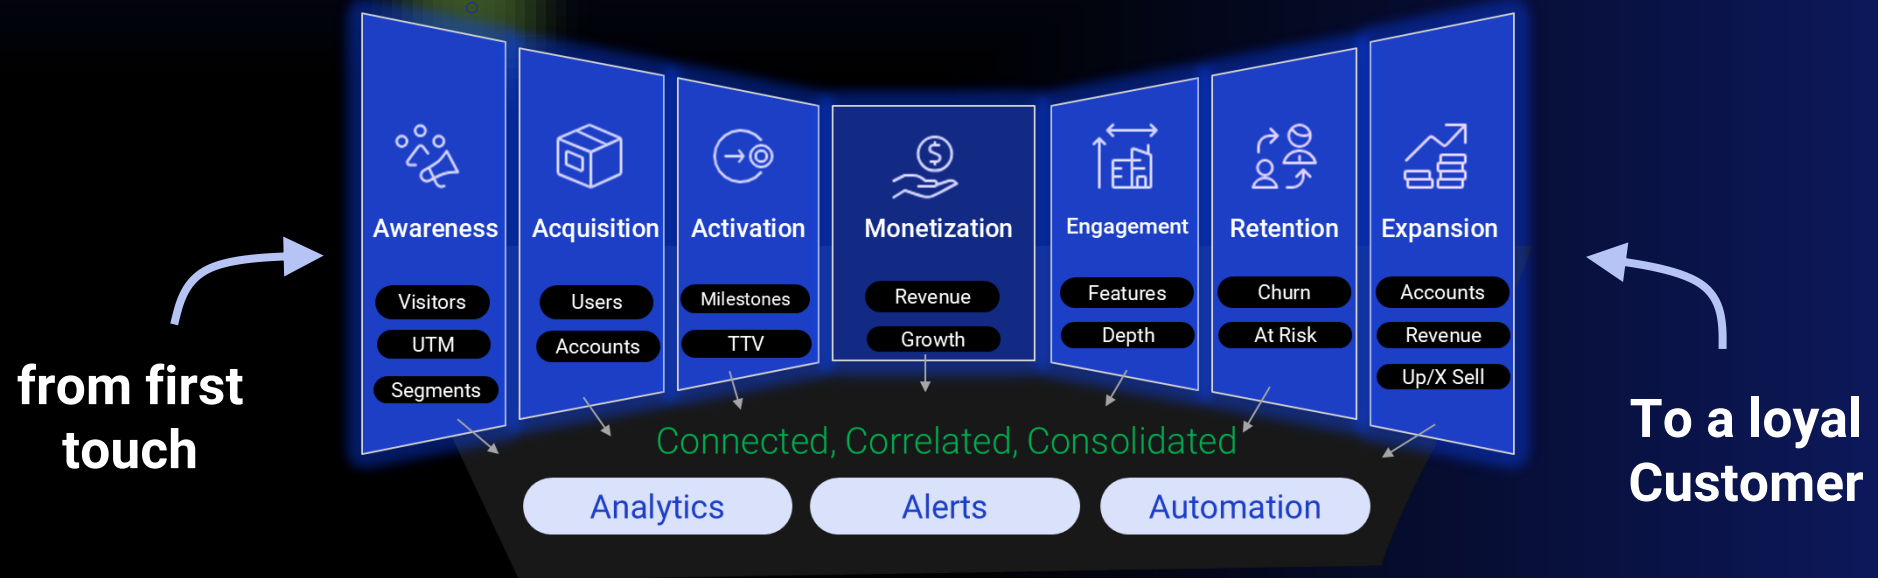 from first
touch
Awareness
Visitors
UTM
Segments
Acquisition
Users
Accounts
Activation
Milestones
TTV
$
Monetization
Revenue
Growth
Engagement
Features
Depth
Retention
Churn
At Risk
Expansion
Accounts
Revenue
Up/X Sell
To a loyal
Customer
Connected, Correlated, Consolidated
Analytics
Alerts
Automation